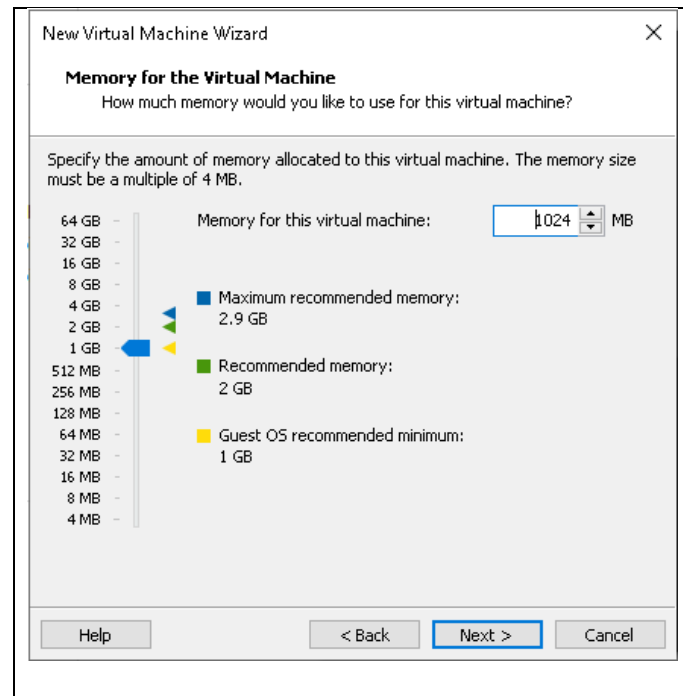 New Virtual Machine Wizard
Memory for the Virtual Machine
How much memory would you like to use for this virtual machine?
Specify the amount of memory allocated to this virtual machine. The memory size
must be a multiple of 4 MB.
64 GB
32 GB
16 GB
8 GB
4 GB
2 GB
1 GB
512 MB
256 MB
128 MB
64 MB
32 MB
16 MB
8 MB
4 MB
Memory for this virtual machine: 1024 MB
Maximum recommended memory:
2.9 GB
Recommended memory:
2 GB
Guest OS recommended minimum:
1 GB
Help
< Back
Next >
Cancel